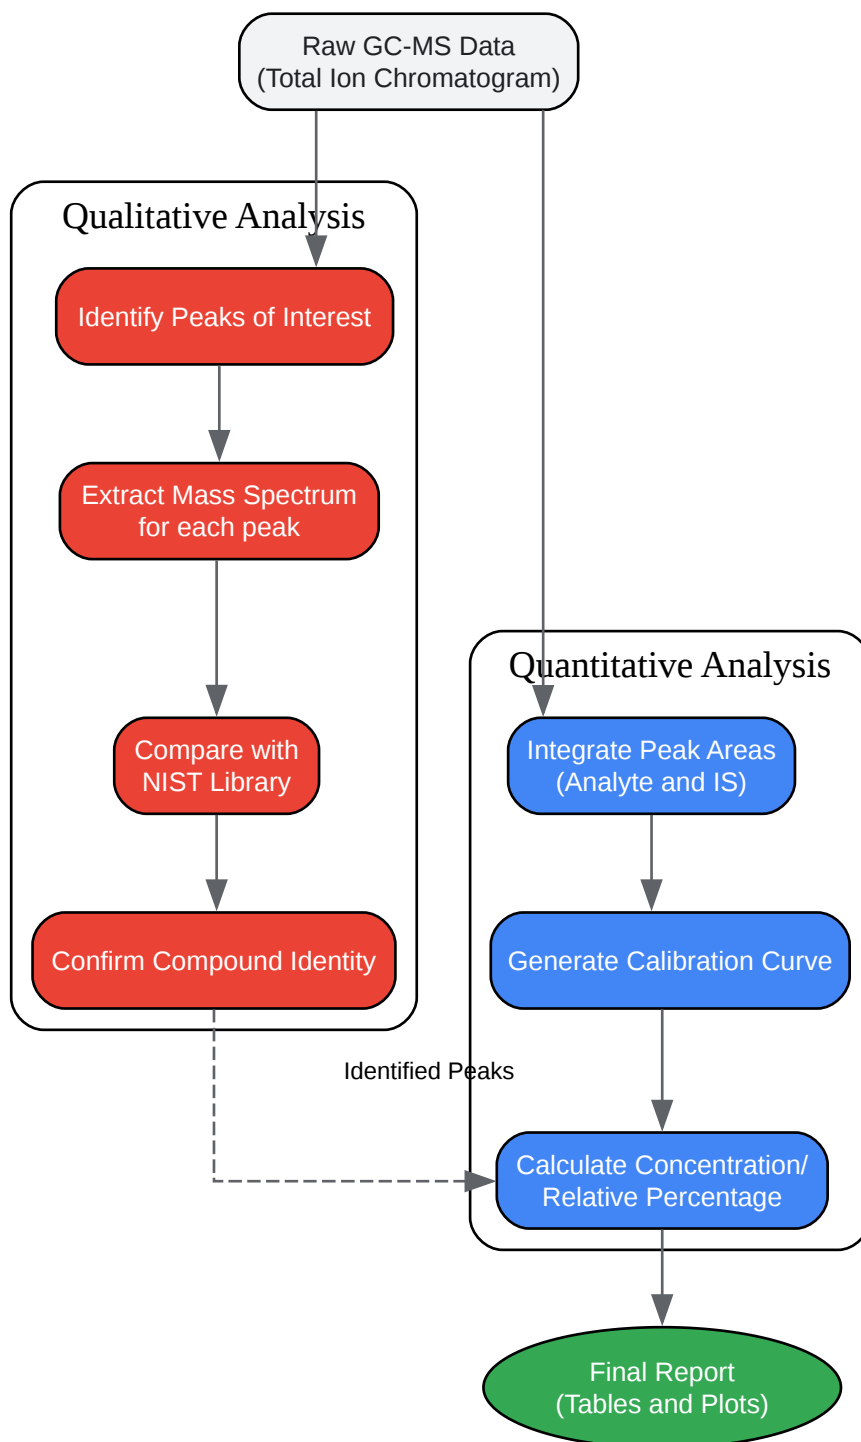 Raw GC-MS Data
(Total Ion Chromatogram)
Qualitative Analysis
Identify Peaks of Interest
Extract Mass Spectrum
for each peak
Compare with
NIST Library
Confirm Compound Identity
Quantitative Analysis
Integrate Peak Areas
(Analyte and IS)
Generate Calibration Curve
Identified Peaks
Calculate Concentration/
Relative Percentage
Final Report
(Tables and Plots)